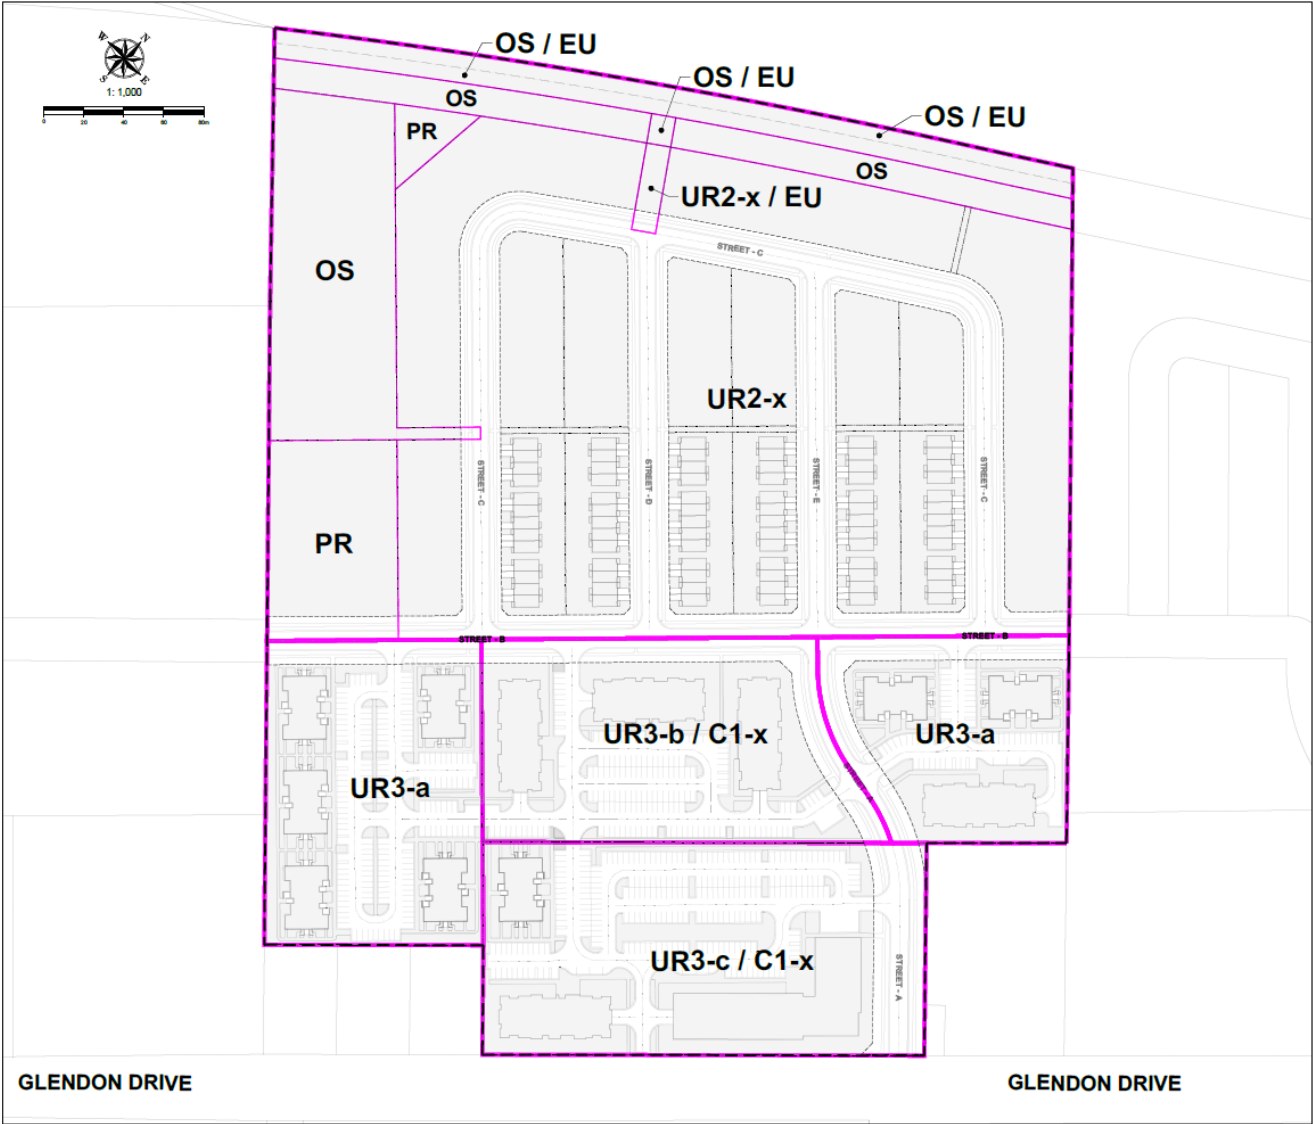 W N
S E
1: 1,000
0 20 40 60 80m
OS / EU
OS
OS / EU
OS / EU
PR
OS
UR2-x / EU
STREET - C
OS
UR2-x
STREET - C
STREET - D
STREET - E
STREET - C
PR
STREET - B
STREET - B
UR3-b / C1-x
UR3-a
UR3-a
STREET - A
UR3-c / C1-x
STREET - A
GLENDON DRIVE
GLENDON DRIVE